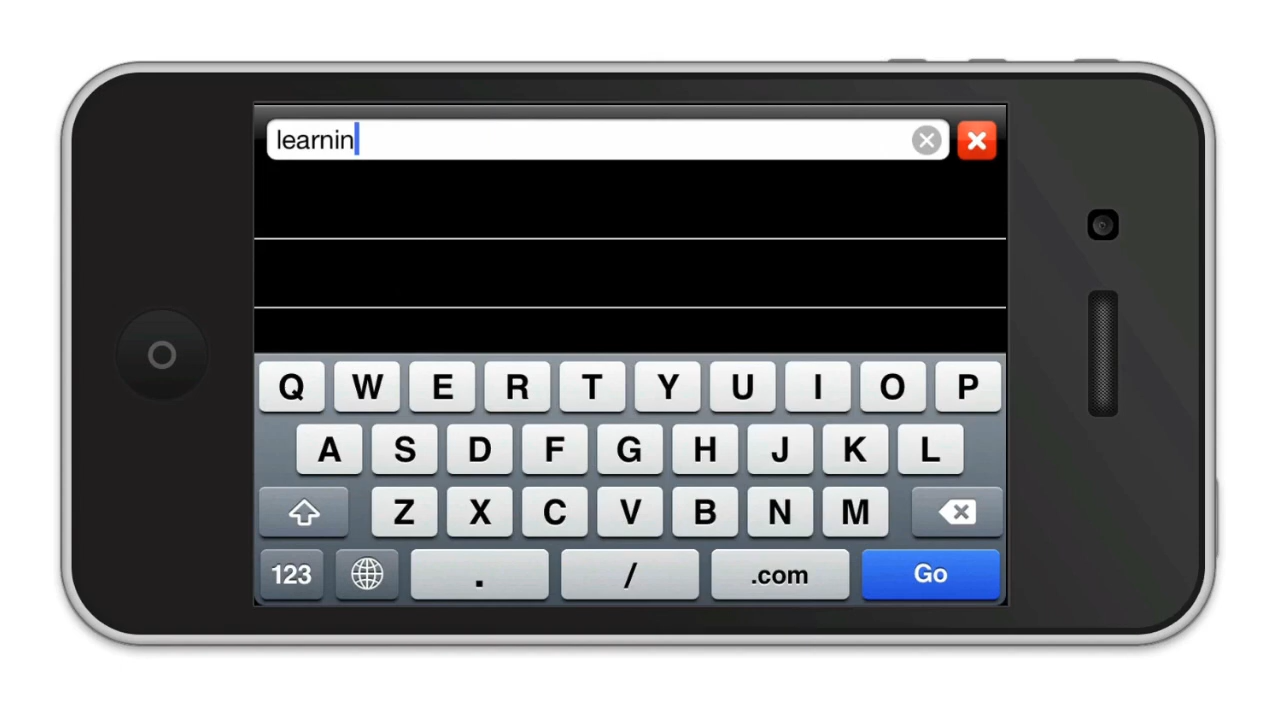 learnin
Q W E R T Y U I O P
A S D F G H J K L
Z X C V B N M
123 . / .com Go